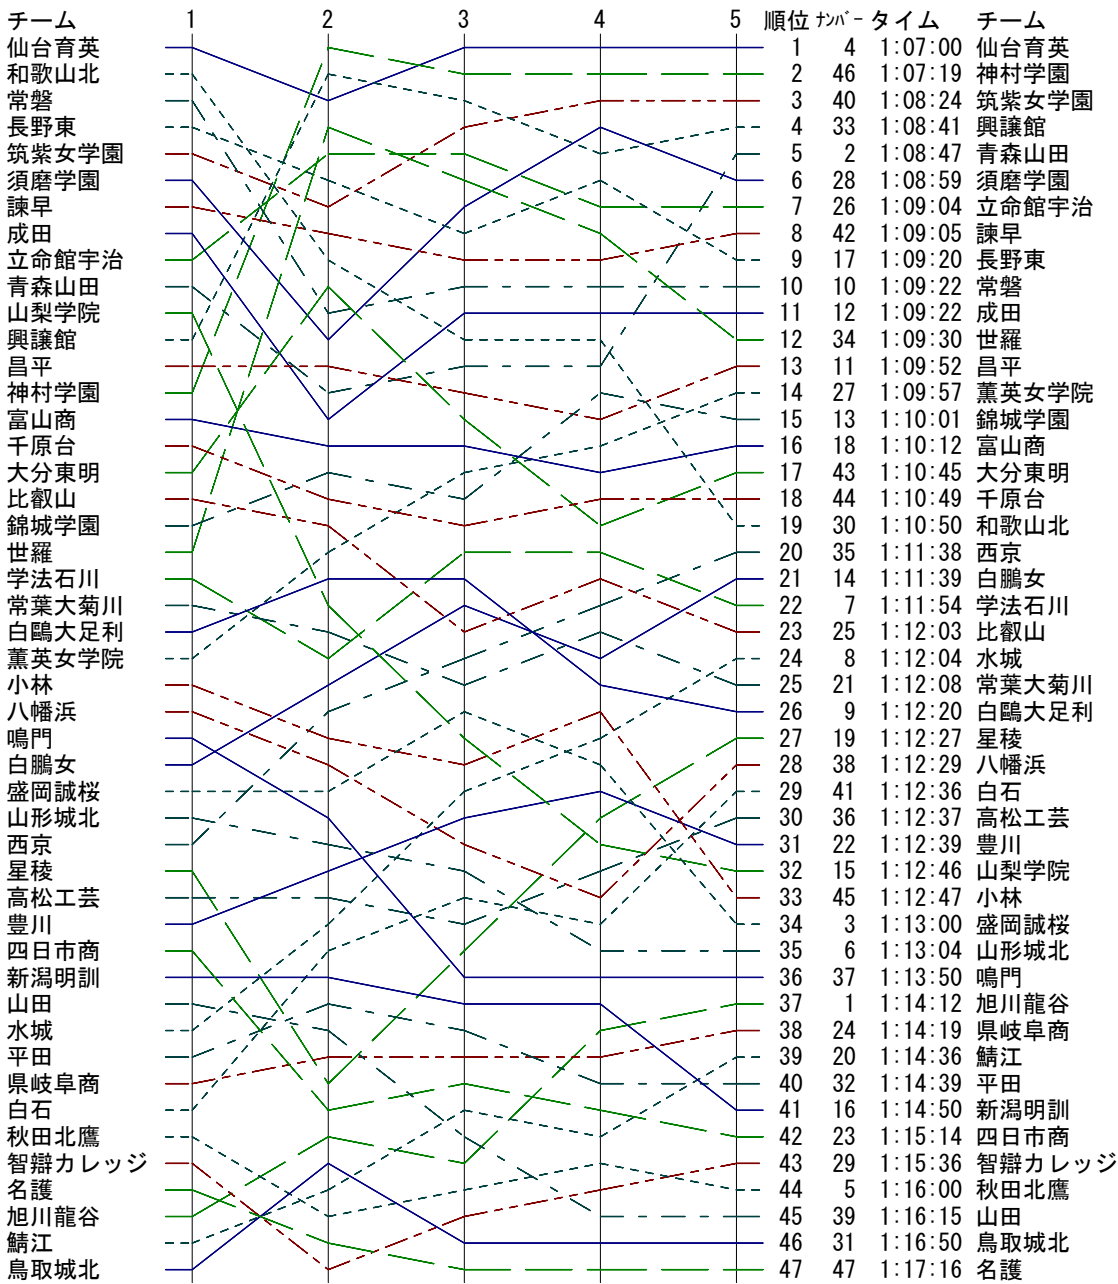 チーム 1 2 3 4 5 順位 ﾅﾝﾊﾞｰ タイム チーム
仙台育英 1 4 1:07:00 仙台育英
和歌山北 2 46 1:07:19 神村学園
常磐 3 40 1:08:24 筑紫女学園
長野東 4 33 1:08:41 興譲館
筑紫女学園 5 2 1:08:47 青森山田
須磨学園 6 28 1:08:59 須磨学園
諫早 7 26 1:09:04 立命館宇治
成田 8 42 1:09:05 諫早
立命館宇治 9 17 1:09:20 長野東
青森山田 10 10 1:09:22 常磐
山梨学院 11 12 1:09:22 成田
興譲館 12 34 1:09:30 世羅
昌平 13 11 1:09:52 昌平
神村学園 14 27 1:09:57 薫英女学院
富山商 15 13 1:10:01 錦城学園
千原台 16 18 1:10:12 富山商
大分東明 17 43 1:10:45 大分東明
比叡山 18 44 1:10:49 千原台
錦城学園 19 30 1:10:50 和歌山北
世羅 20 35 1:11:38 西京
学法石川 21 14 1:11:39 白鵬女
常葉大菊川 22 7 1:11:54 学法石川
白鷗大足利 23 25 1:12:03 比叡山
薫英女学院 24 8 1:12:04 水城
小林 25 21 1:12:08 常葉大菊川
八幡浜 26 9 1:12:20 白鷗大足利
鳴門 27 19 1:12:27 星稜
白鵬女 28 38 1:12:29 八幡浜
盛岡誠桜 29 41 1:12:36 白石
山形城北 30 36 1:12:37 高松工芸
西京 31 22 1:12:39 豊川
星稜 32 15 1:12:46 山梨学院
高松工芸 33 45 1:12:47 小林
豊川 34 3 1:13:00 盛岡誠桜
四日市商 35 6 1:13:04 山形城北
新潟明訓 36 37 1:13:50 鳴門
山田 37 1 1:14:12 旭川龍谷
水城 38 24 1:14:19 県岐阜商
平田 39 20 1:14:36 鯖江
県岐阜商 40 32 1:14:39 平田
白石 41 16 1:14:50 新潟明訓
秋田北鷹 42 23 1:15:14 四日市商
智辯カレッジ 43 29 1:15:36 智辯カレッジ
名護 44 5 1:16:00 秋田北鷹
旭川龍谷 45 39 1:16:15 山田
鯖江 46 31 1:16:50 鳥取城北
鳥取城北 47 47 1:17:16 名護